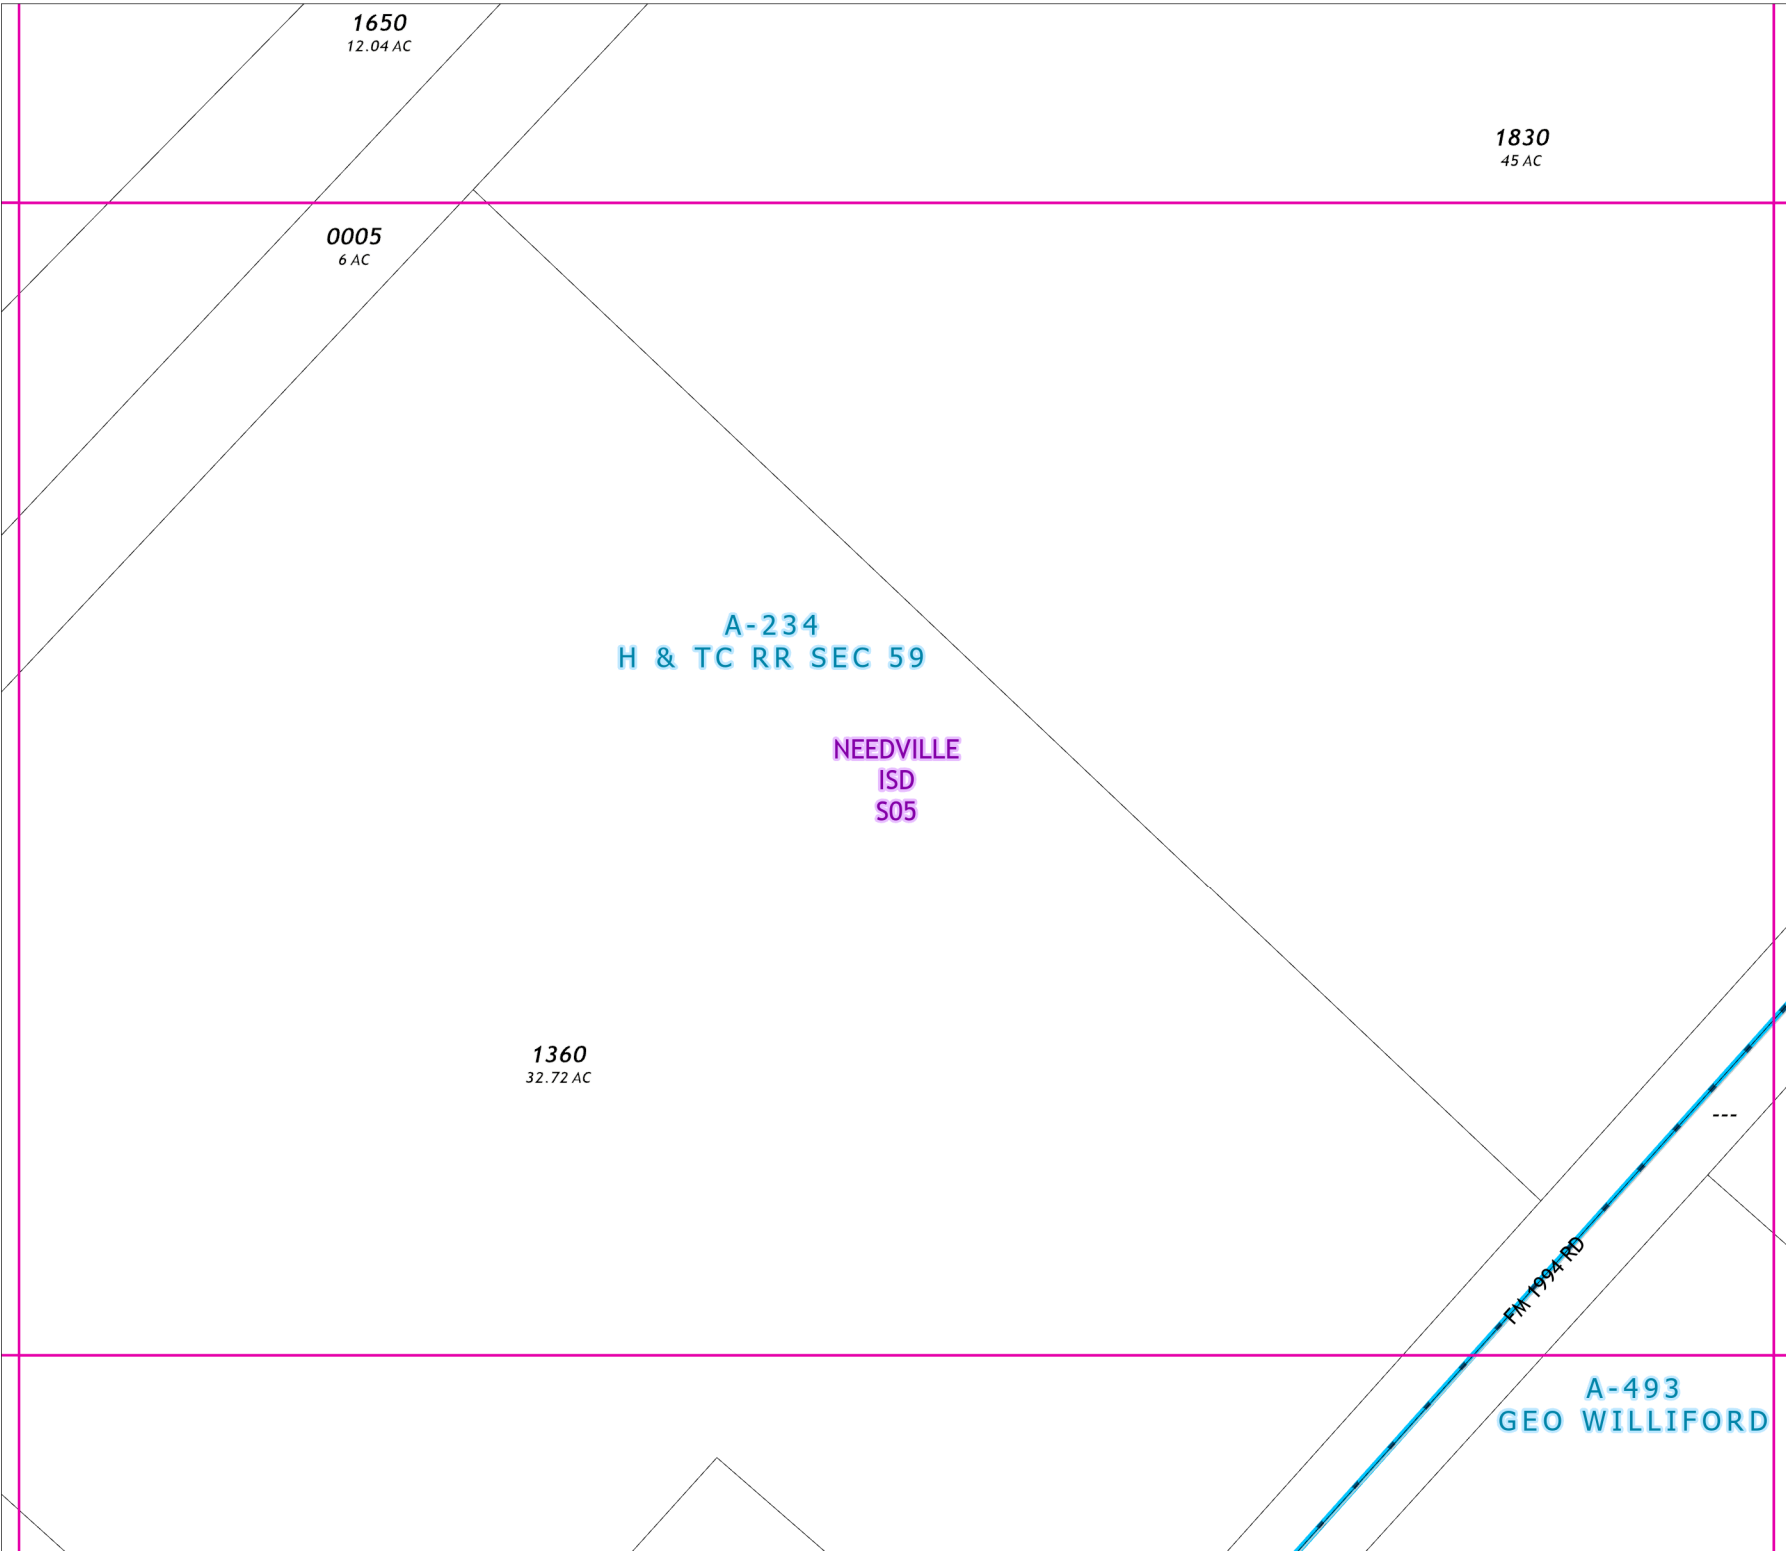 1650
12.04 AC
1830
45 AC
0005
6 AC
A-234
H & TC RR SEC 59
NEEDVILLE
ISD
S05
1360
32.72 AC
---
FM 1994 RD
A-493
GEO WILLIFORD